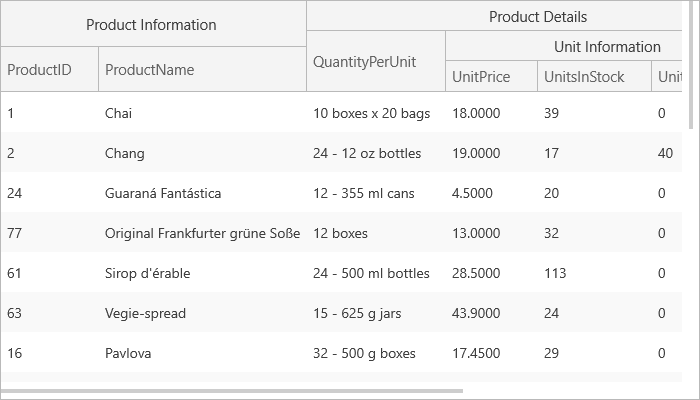 Product Information Product Details
Unit Information
ProductID ProductName QuantityPerUnit UnitPrice UnitsInStock Unit
1 Chai 10 boxes x 20 bags 18.0000 39 0
2 Chang 24 - 12 oz bottles 19.0000 17 40
24 Guaraná Fantástica 12 - 355 ml cans 4.5000 20 0
77 Original Frankfurter grüne Soße 12 boxes 13.0000 32 0
61 Sirop d'érable 24 - 500 ml bottles 28.5000 113 0
63 Vegie-spread 15 - 625 g jars 43.9000 24 0
16 Pavlova 32 - 500 g boxes 17.4500 29 0